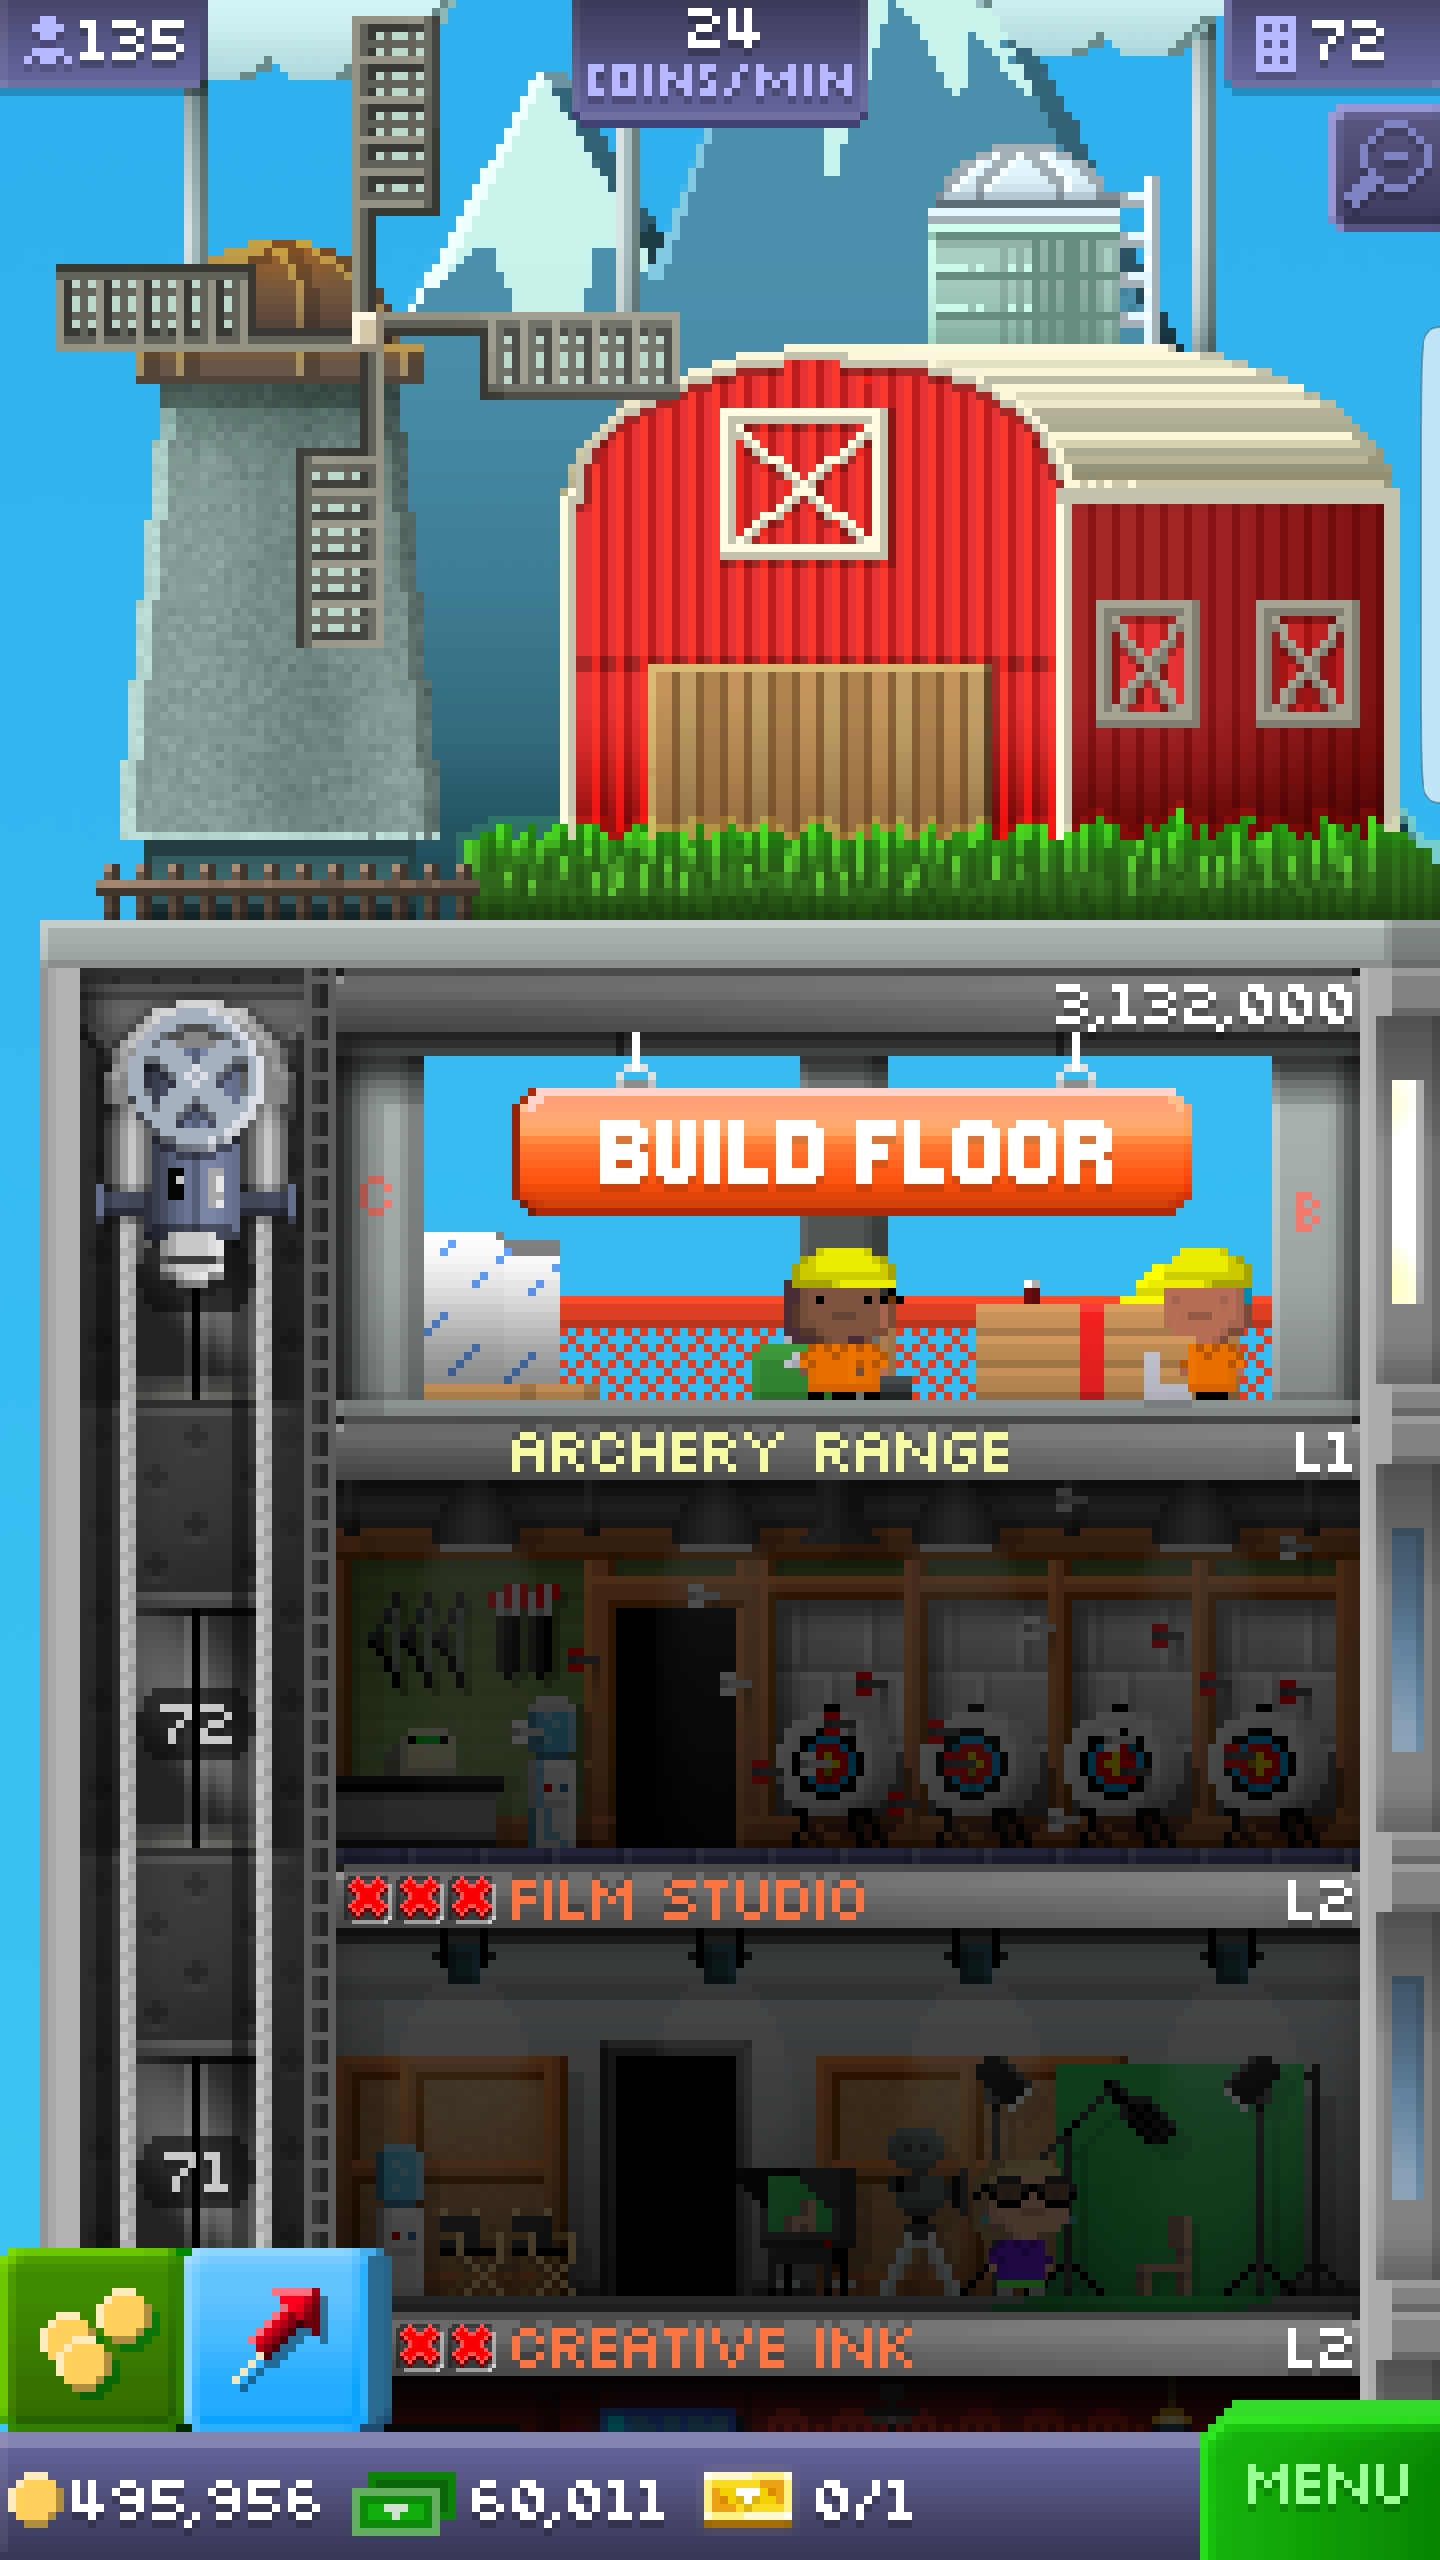 135
24
COINS/MIN
72
3,132,000
BUILD FLOOR
C
B
ARCHERY RANGE L1
72
FILM STUDIO L2
71
CREATIVE INK L2
495,956 60,011 0/1
MENU